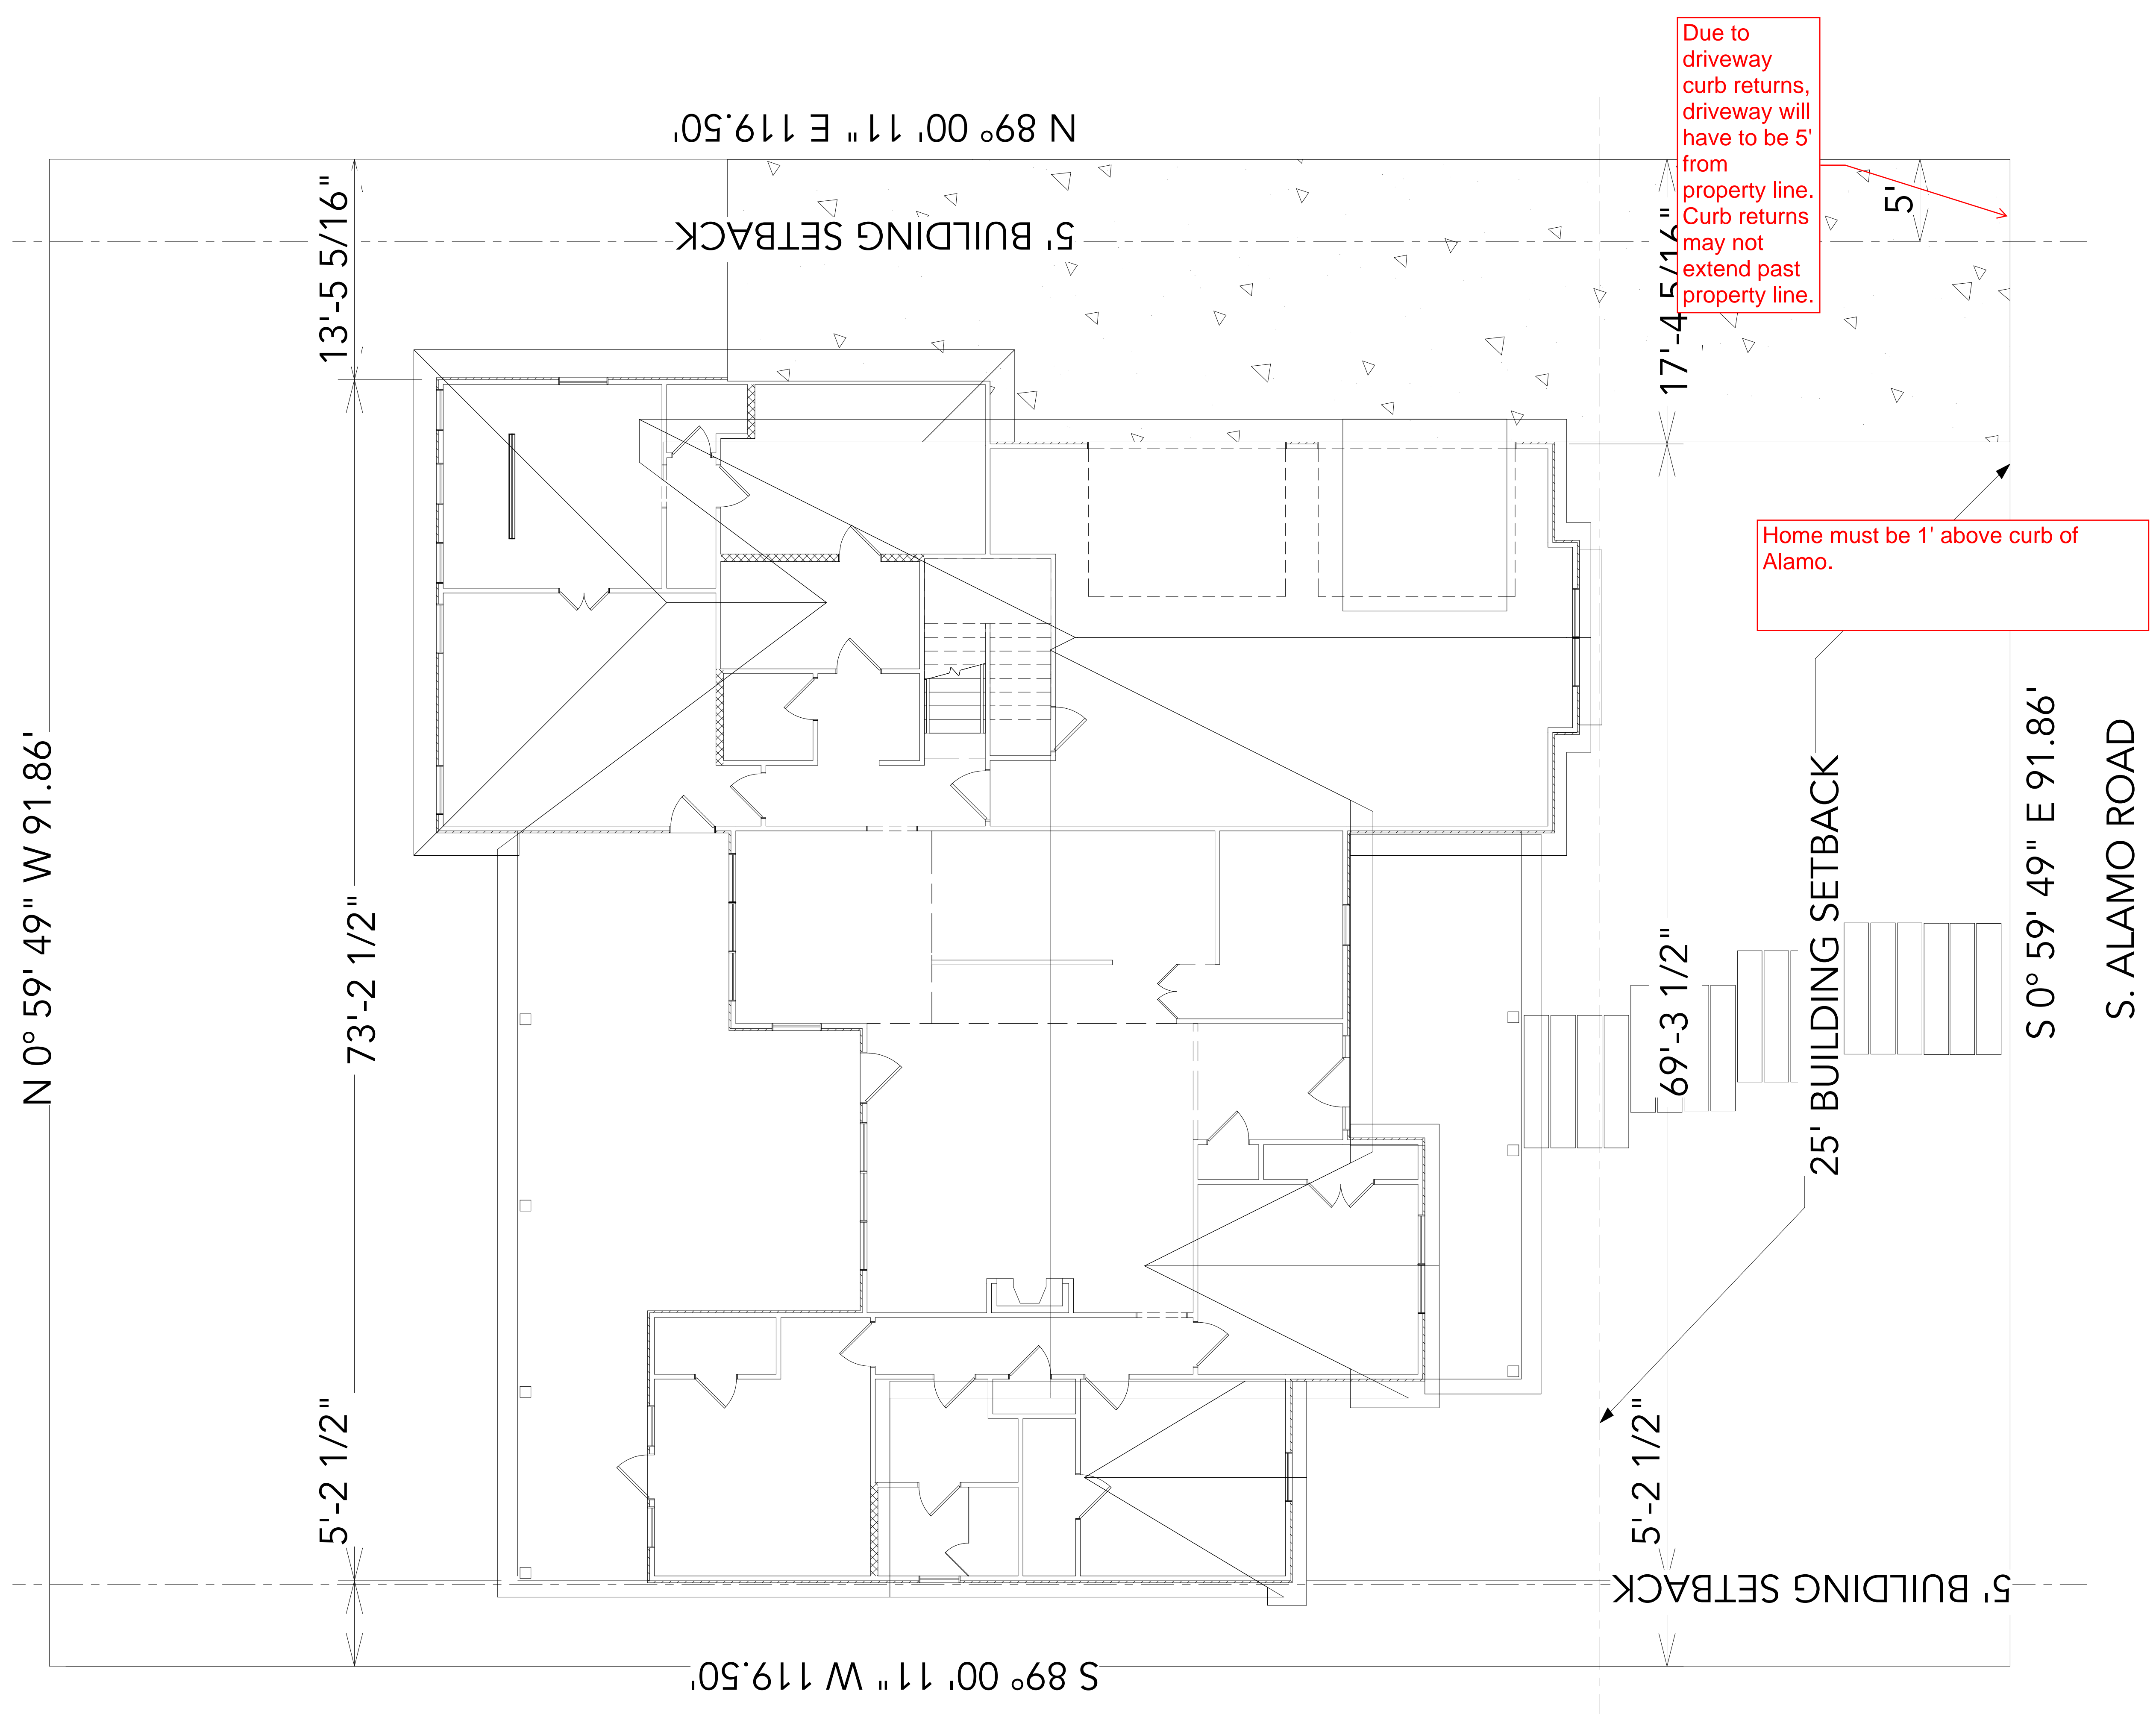 Due to
driveway
curb returns,
driveway will
have to be 5'
from
property line.
Curb returns
may not
extend past
property line.
N 89° 00' 11" E 119.50'
5' BUILDING SETBACK
13'-5 5/16"
17'-4 5/16"
5'
Home must be 1' above curb of
Alamo.
N 0° 59' 49" W 91.86'
73'-2 1/2"
69'-3 1/2"
25' BUILDING SETBACK
S 0° 59' 49" E 91.86'
S. ALAMO ROAD
5'-2 1/2"
5'-2 1/2"
5' BUILDING SETBACK
S 89° 00' 11" W 119.50'